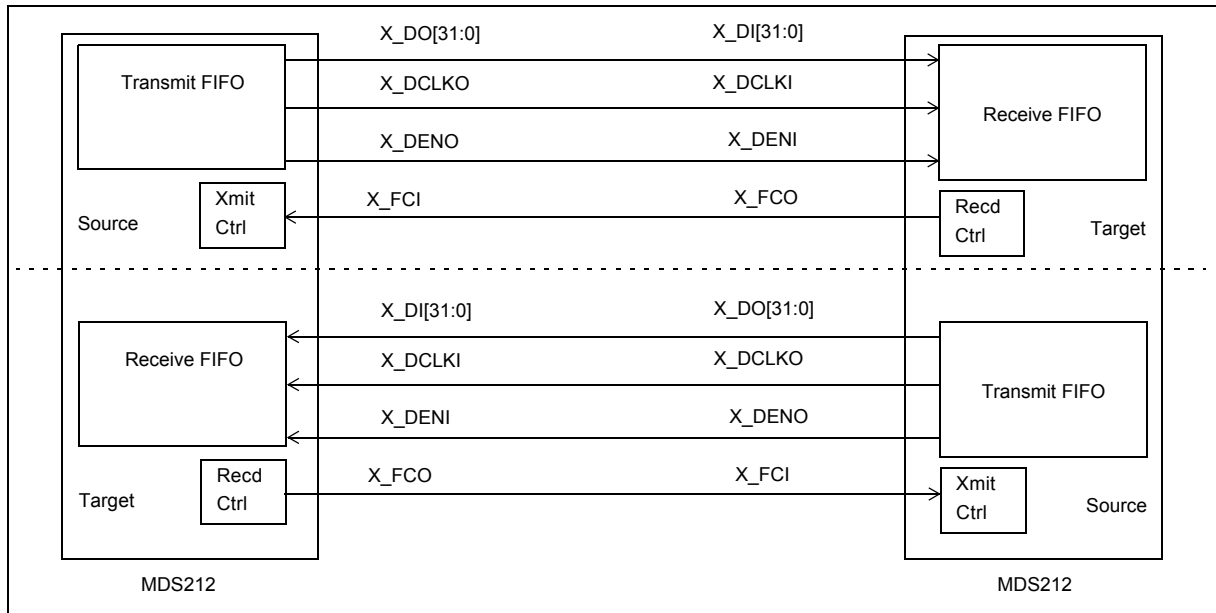 X_DO[31:0] X_DI[31:0]
Transmit FIFO X_DCLKO X_DCLKI
Receive FIFO
X_DENO X_DENI
Xmit
Ctrl
X_FCI X_FCO
Recd
Ctrl
Source Target
X_DI[31:0] X_DO[31:0]
Receive FIFO X_DCLKI X_DCLKO
Transmit FIFO
X_DENI X_DENO
Recd
Ctrl
X_FCO X_FCI
Xmit
Ctrl
Target Source
MDS212 MDS212